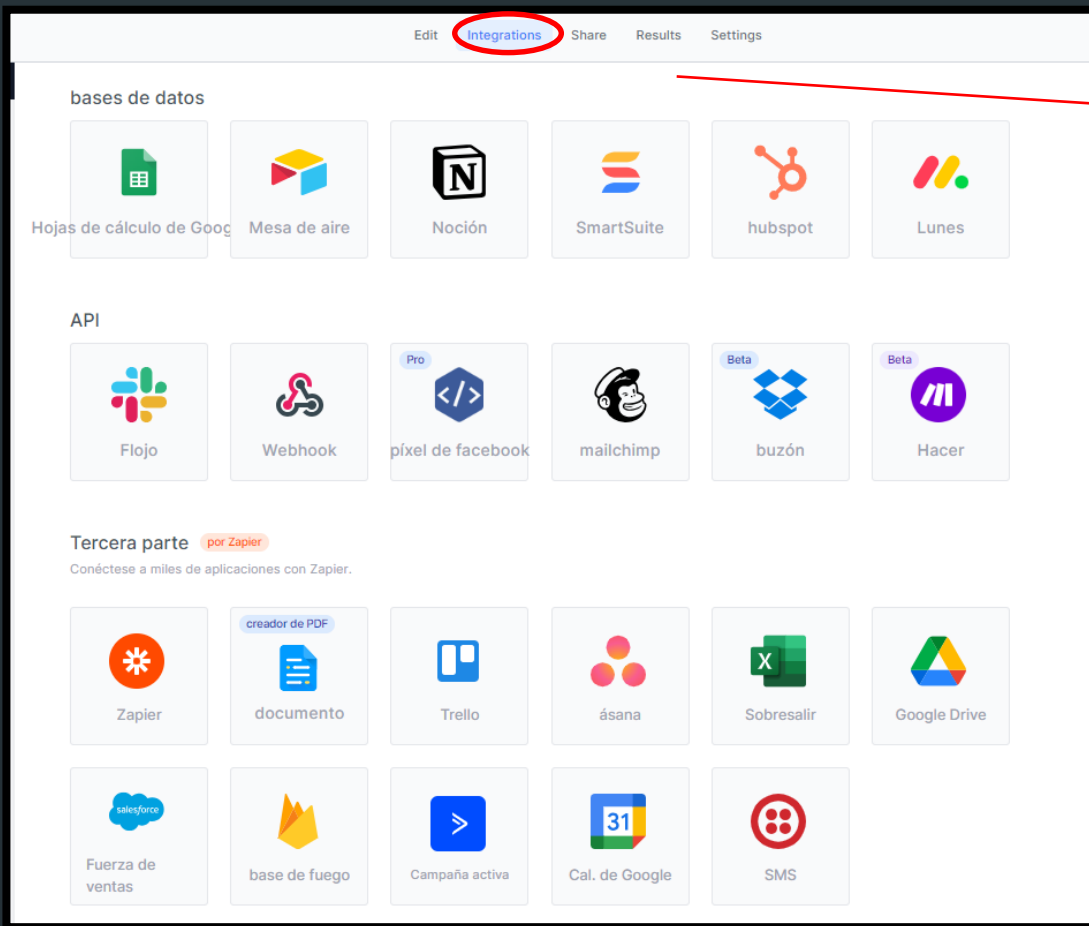 Edit Integrations Share Results Settings
bases de datos
Hojas de cálculo de Goog Mesa de aire Noción SmartSuite hubspot Lunes
API
Pro Beta Beta
Flojo Webhook píxel de facebook mailchimp buzón Hacer
Tercera parte por Zapier
Conéctese a miles de aplicaciones con Zapier.
creador de PDF
Zapier documento Trello ásana Sobresalir Google Drive
salesforce 31
Fuerza de
ventas base de fuego Campaña activa Cal. de Google SMS